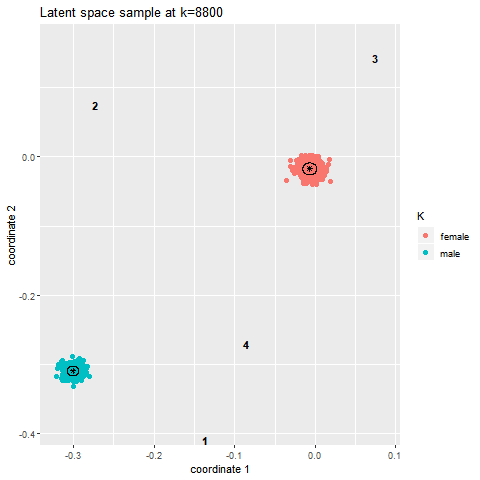 Latent space sample at k=8800
3
2
0.0
K
female
male
coordinate 2
-0.2
4
-0.4
1
-0.3
-0.2
-0.1
0.0
0.1
coordinate 1